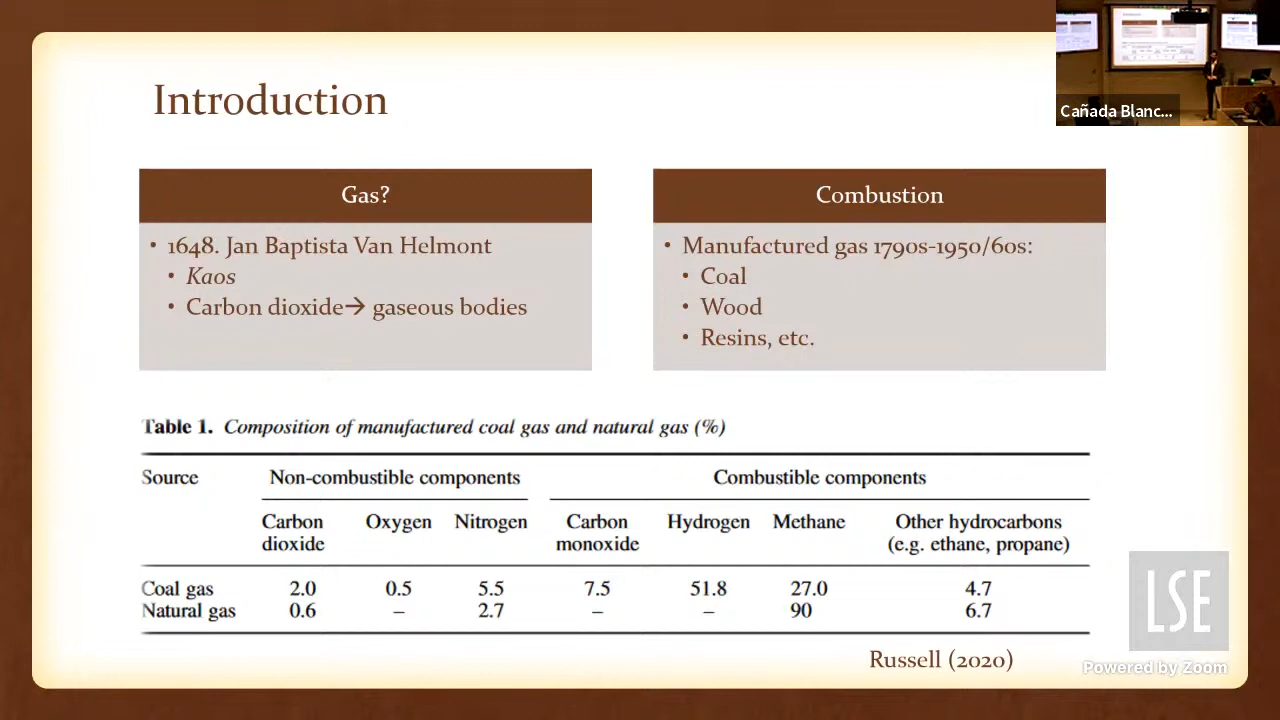 Introduction
Cañada Blanc...
Gas?
• 1648. Jan Baptista Van Helmont
• Kaos
• Carbon dioxide→ gaseous bodies
Combustion
• Manufactured gas 1790s-1950/60s:
• Coal
• Wood
• Resins, etc.
Table 1. Composition of manufactured coal gas and natural gas (%)
Source Non-combustible components Combustible components
Carbon Oxygen Nitrogen Carbon Hydrogen Methane Other hydrocarbons
dioxide monoxide (e.g. ethane, propane)
Coal gas 2.0 0.5 5.5 7.5 51.8 27.0 4.7
Natural gas 0.6 – 2.7 – – 90 6.7
Russell (2020)
LSE
Powered by Zoom